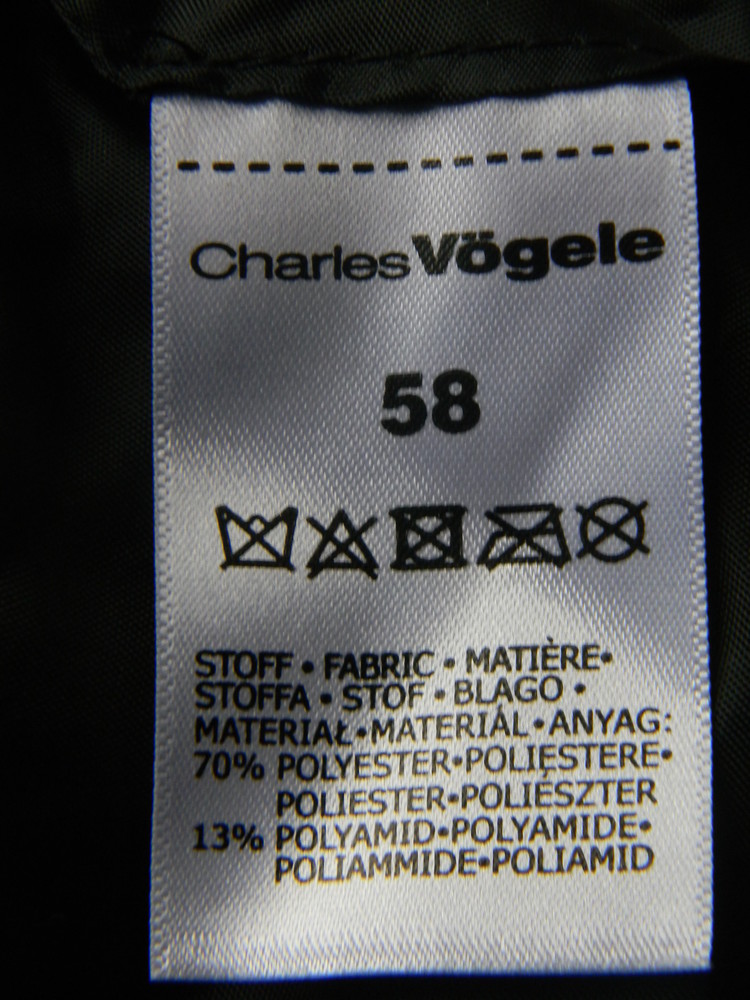 CharlesVögele
58
STOFF • FABRIC • MATIÈRE•
STOFFA • STOF • BLAGO •
MATERIAŁ•MATERIÁL•ANYAG:
70% POLYESTER•POLIESTERE•
POLIESTER•POLIÉSZTER
13% POLYAMID•POLYAMIDE•
POLIAMMIDE•POLIAMID